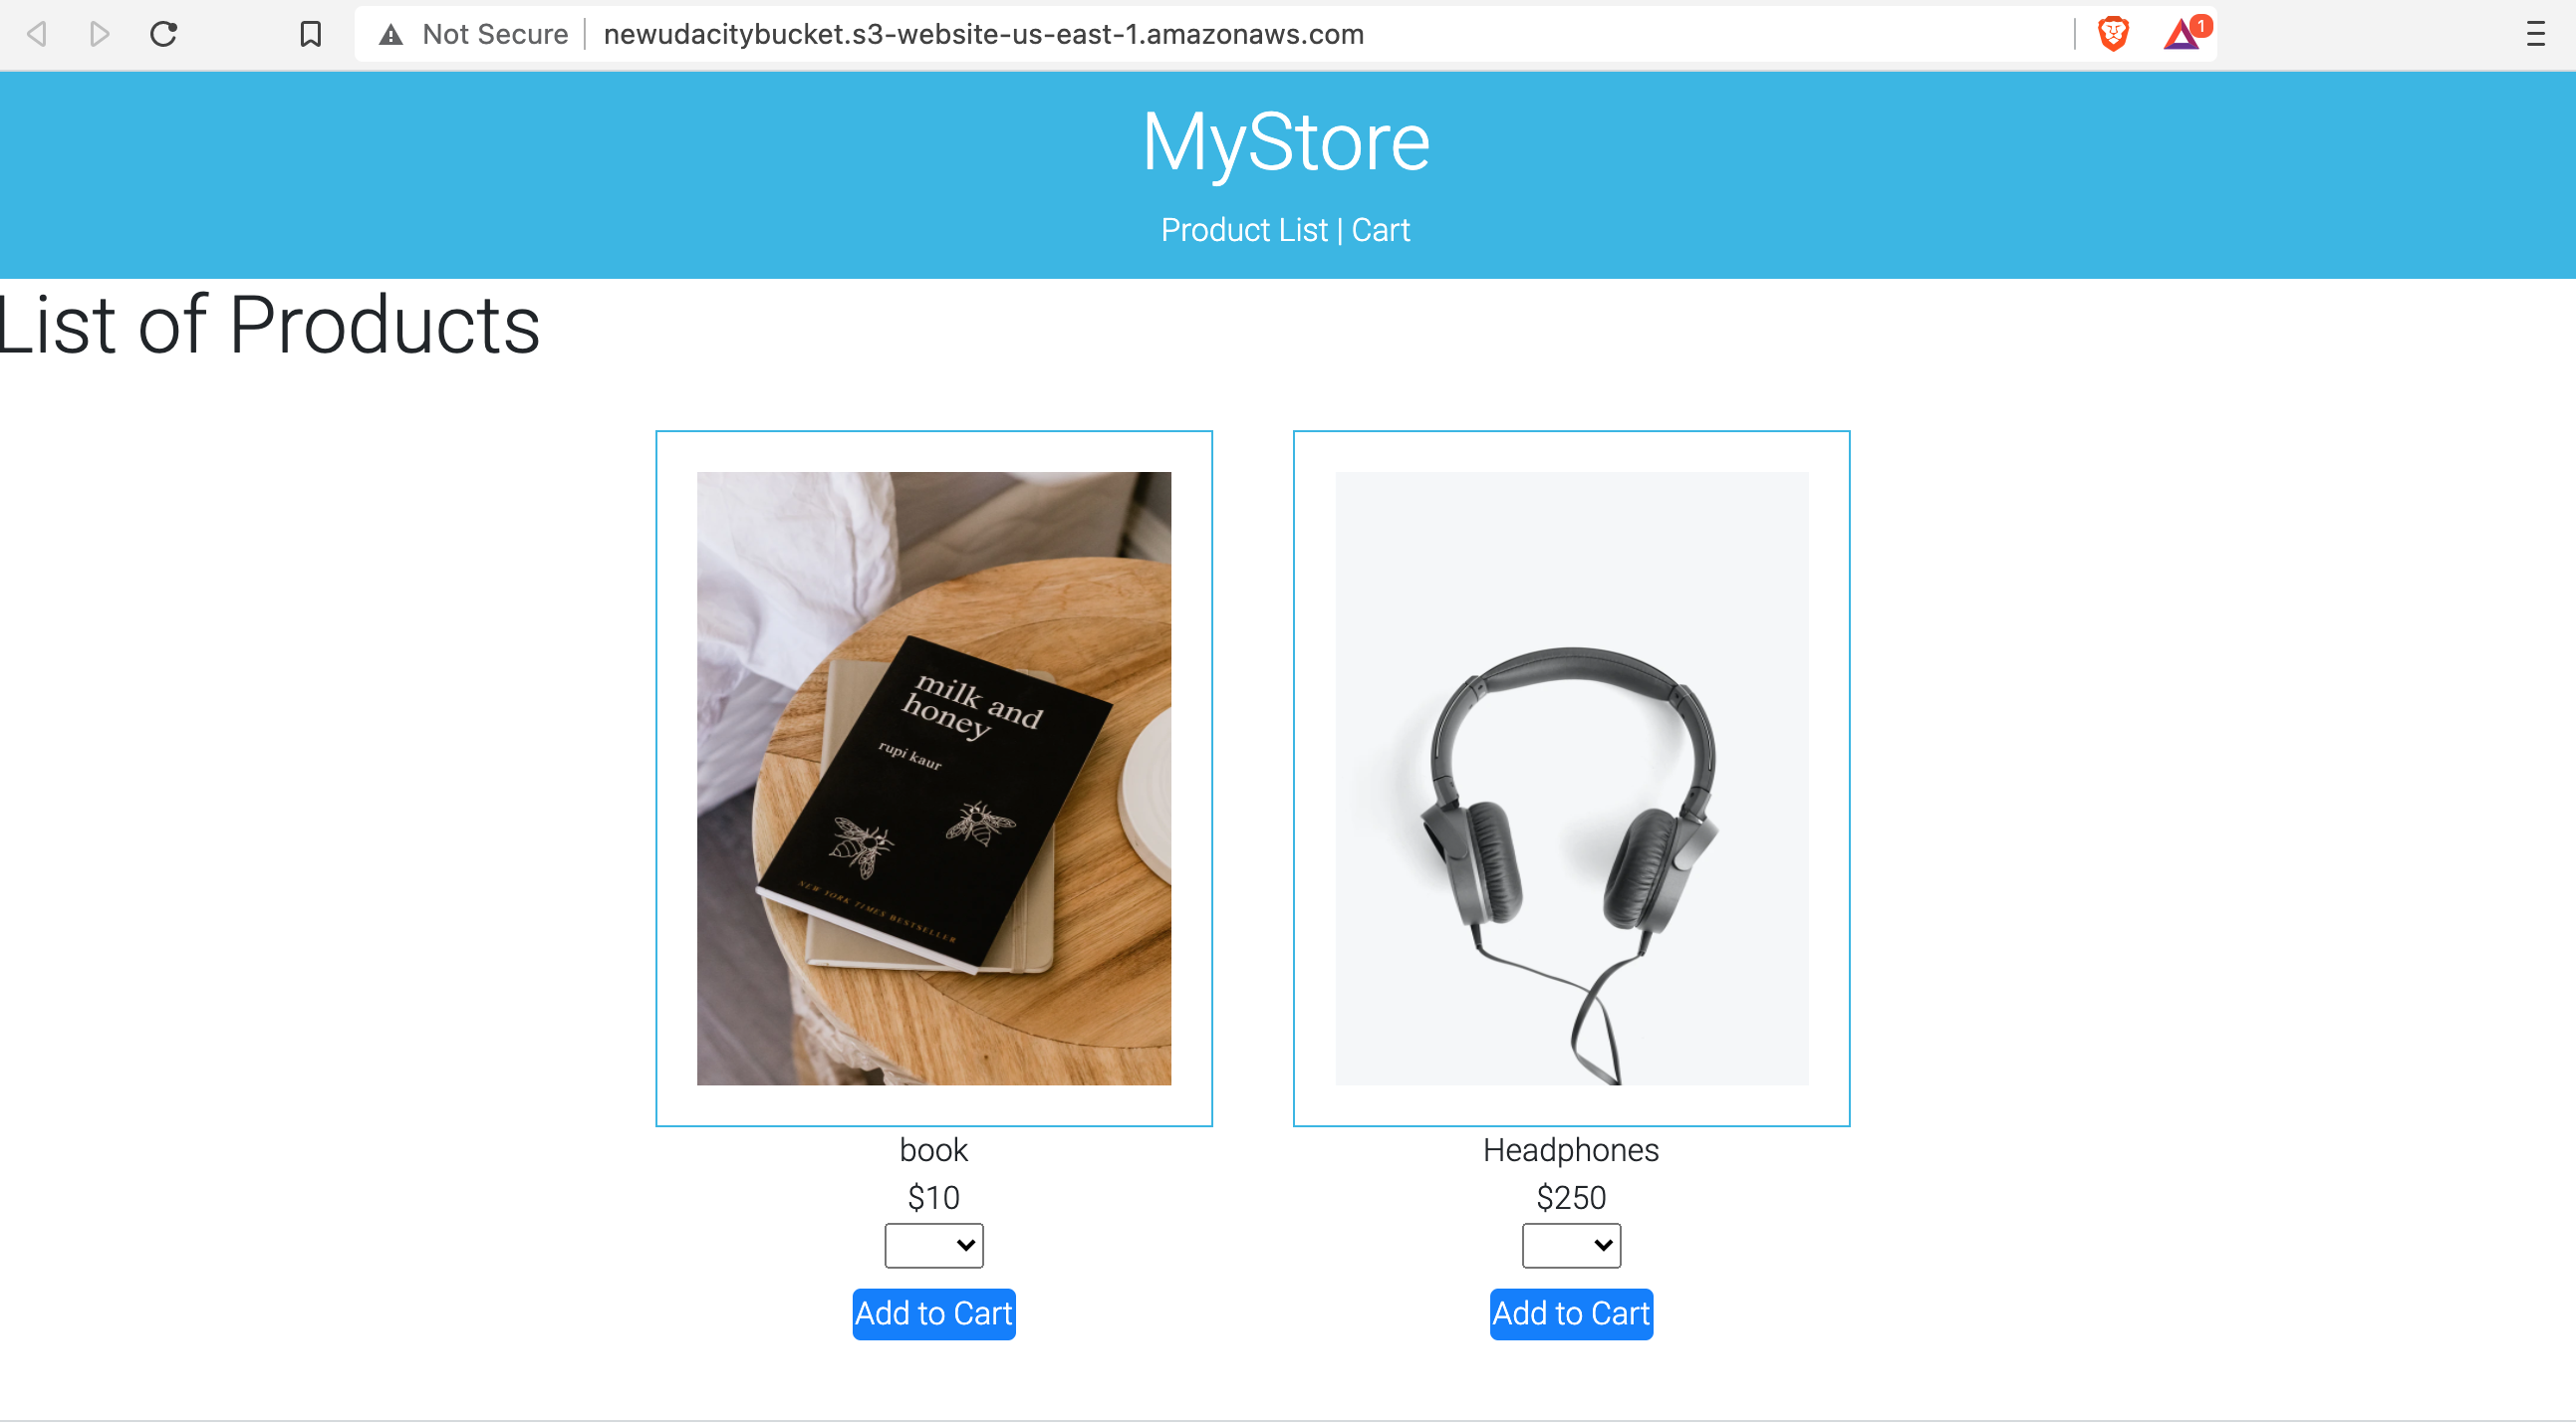 Not Secure newudacitybucket.s3-website-us-east-1.amazonaws.com
1
MyStore
Product List | Cart
List of Products
milk and
honey
rupi kaur
NEW YORK TIMES BESTSELLER
book
$10
Add to Cart
Headphones
$250
Add to Cart